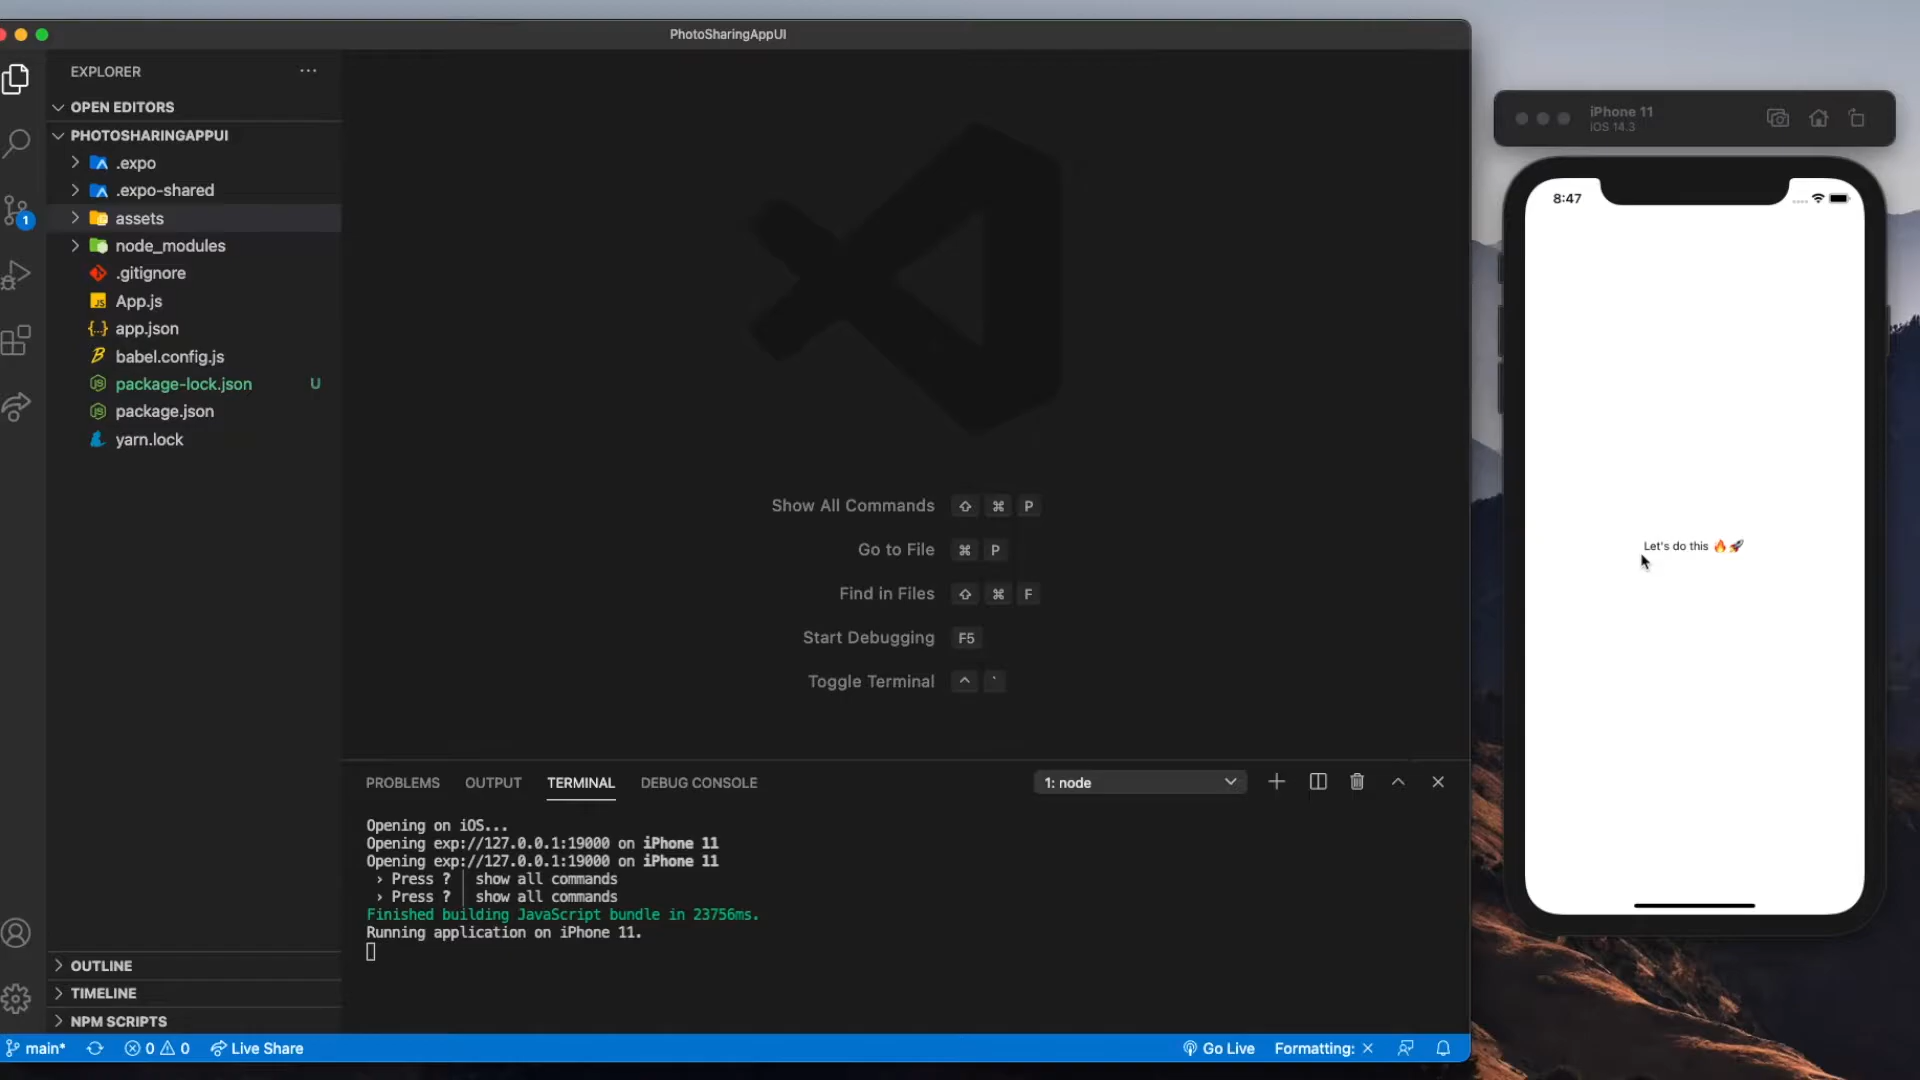 PhotoSharingAppUI
EXPLORER
OPEN EDITORS
PHOTOSHARINGAPPUI
.expo
.expo-shared
assets
node_modules
.gitignore
JS App.js
{..} app.json
babel.config.js
package-lock.json U
package.json
yarn.lock
1
OUTLINE
TIMELINE
NPM SCRIPTS
Show All Commands ⇧ ⌘ P
Go to File ⌘ P
Find in Files ⇧ ⌘ F
Start Debugging F5
Toggle Terminal ^ `
PROBLEMS OUTPUT TERMINAL DEBUG CONSOLE 1: node
Opening on iOS...
Opening exp://127.0.0.1:19000 on iPhone 11
Opening exp://127.0.0.1:19000 on iPhone 11
› Press ? │ show all commands
› Press ? │ show all commands
Finished building JavaScript bundle in 23756ms.
Running application on iPhone 11.
main* 0 0 Live Share Go Live Formatting: ×
iPhone 11
iOS 14.3
8:47
Let's do this 🔥🚀